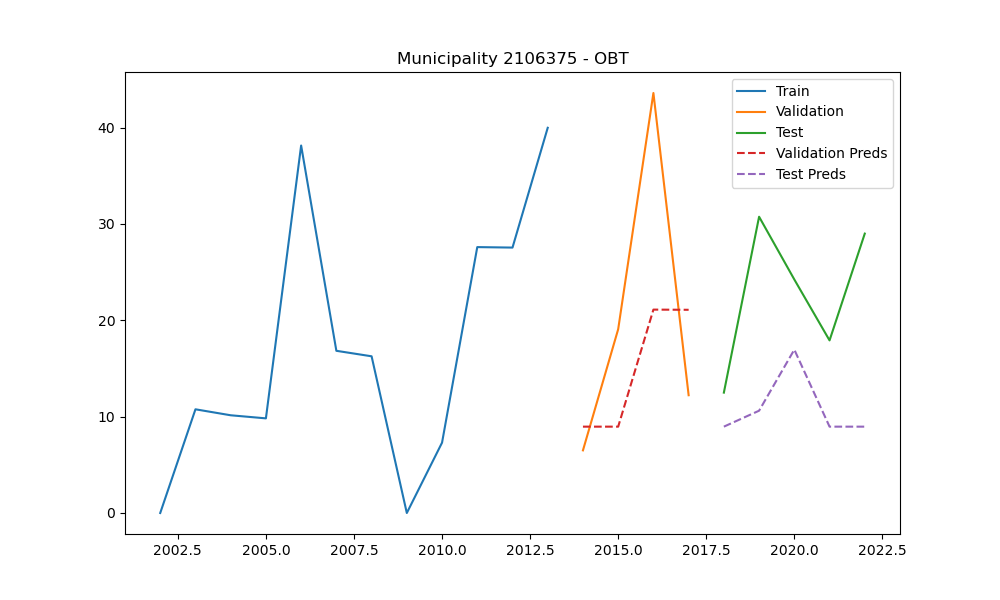 Municipality 2106375 - OBT
Train
Validation
Test
Validation Preds
Test Preds
40
30
20
10
0
2002.5 2005.0 2007.5 2010.0 2012.5 2015.0 2017.5 2020.0 2022.5